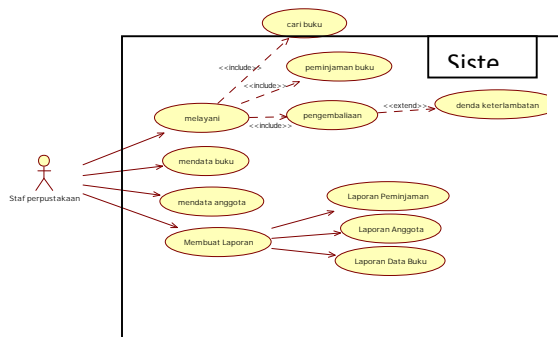 cari buku
Siste
<<include>>
peminjaman buku
<<include>>
melayani
pengembaliaan
<<extend>>
denda keterlambatan
<<include>>
mendata buku
Staf perpustakaan
mendata anggota
Laporan Peminjaman
Laporan Anggota
Membuat Laporan
Laporan Data Buku